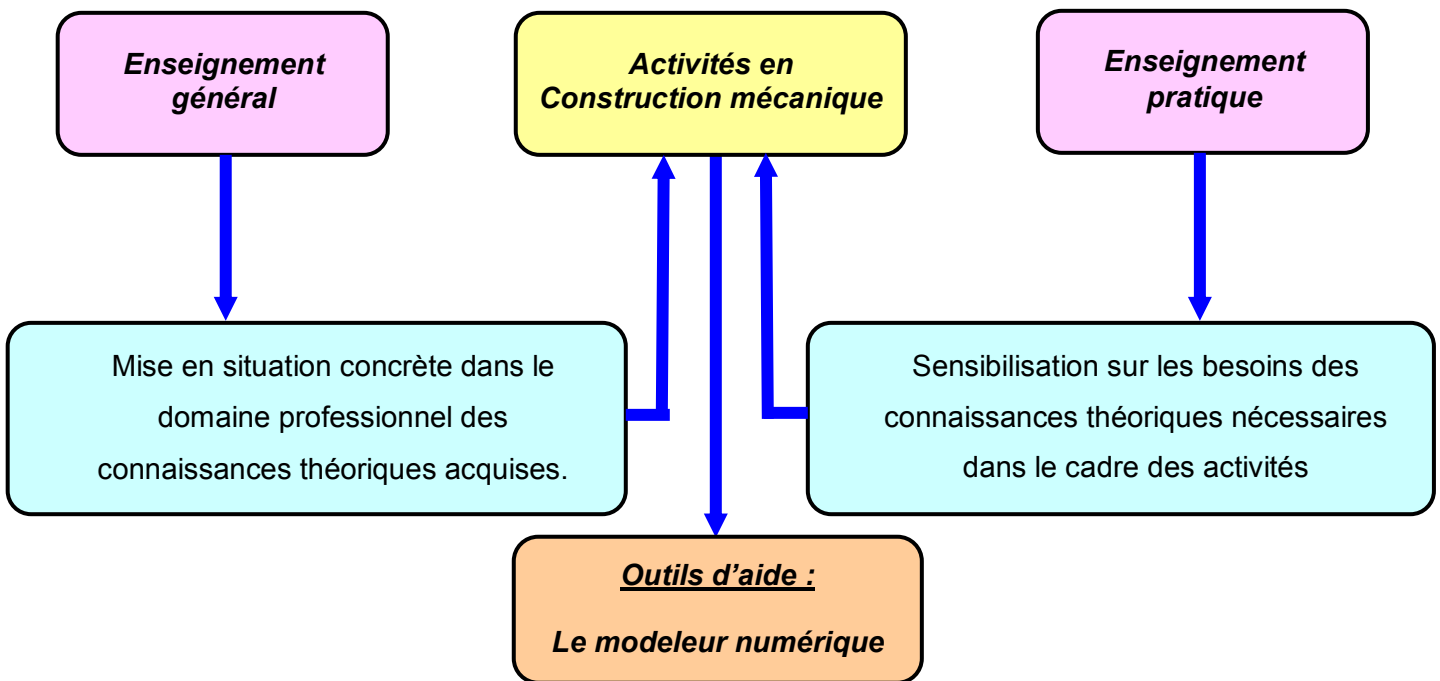 Enseignement
général
Activités en
Construction mécanique
Enseignement
pratique
Mise en situation concrète dans le
domaine professionnel des
connaissances théoriques acquises.
Sensibilisation sur les besoins des
connaissances théoriques nécessaires
dans le cadre des activités
Outils d’aide :
Le modeleur numérique